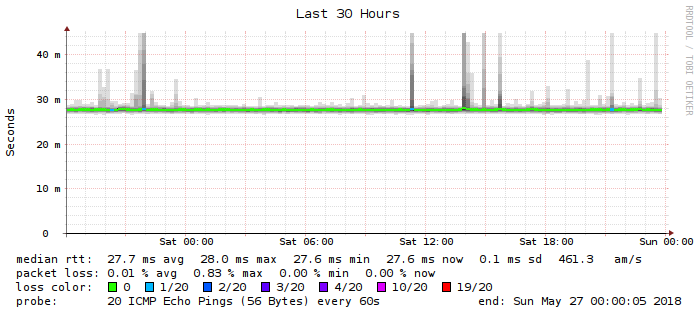 Last 30 Hours
RRDTOOL / TOBI OETIKER
Seconds
40 m
30 m
20 m
10 m
0
Sat 00:00 Sat 06:00 Sat 12:00 Sat 18:00 Sun 00:00
median rtt: 27.7 ms avg 28.0 ms max 27.6 ms min 27.6 ms now 0.1 ms sd 461.3 am/s
packet loss: 0.01 % avg 0.83 % max 0.00 % min 0.00 % now
loss color: 0 1/20 2/20 3/20 4/20 10/20 19/20
probe: 20 ICMP Echo Pings (56 Bytes) every 60s end: Sun May 27 00:00:05 2018